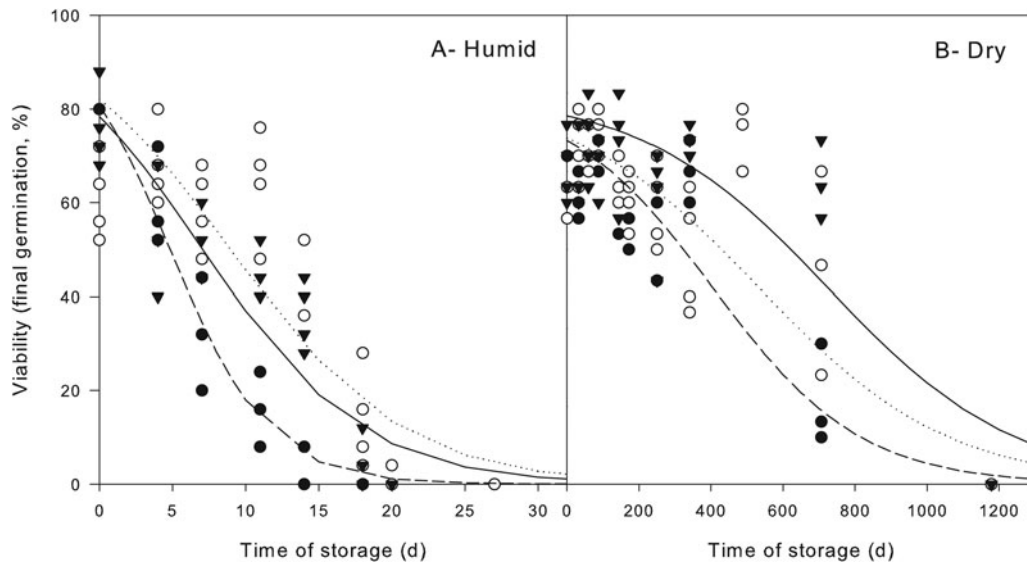 A- Humid
B- Dry
Viability (final germination, %)
100
80
60
40
20
0
0 5 10 15 20 25 30
0 200 400 600 800 1000 1200
Time of storage (d)
Time of storage (d)